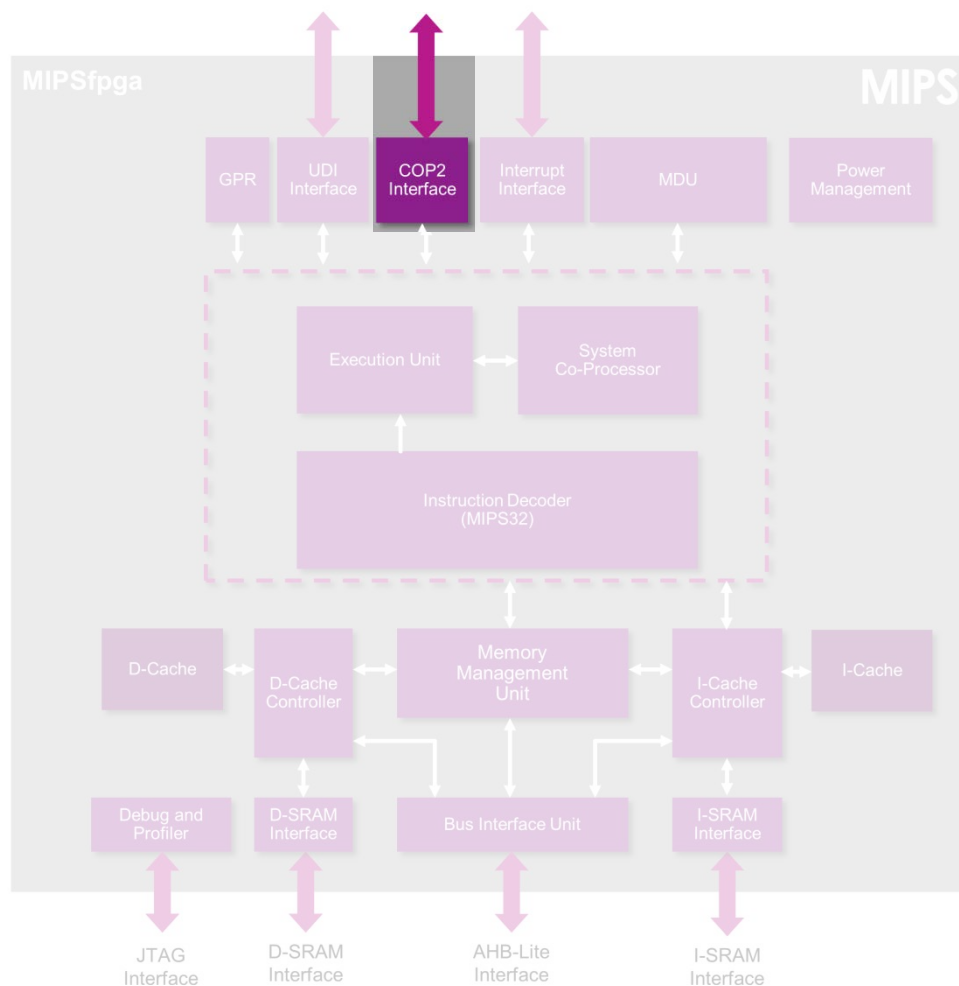 MIPSfpga
MIPS
GPR
UDI
Interface
COP2
Interface
Interrupt
Interface
MDU
Power
Management
Execution Unit
System
Co-Processor
Instruction Decoder
(MIPS32)
D-Cache
D-Cache
Controller
Memory
Management
Unit
I-Cache
Controller
I-Cache
Debug and
Profiler
D-SRAM
Interface
Bus Interface Unit
I-SRAM
Interface
JTAG
Interface
D-SRAM
Interface
AHB-Lite
Interface
I-SRAM
Interface